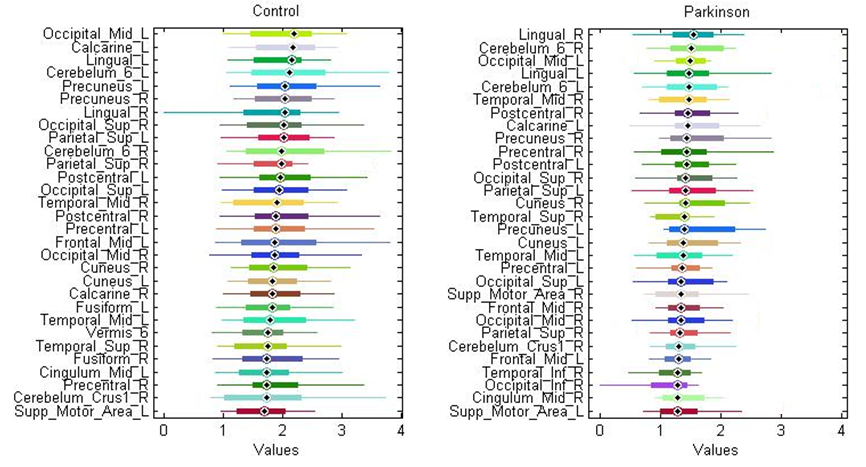 Control
Occipital_Mid_L
Calcarine_L
Lingual_L
Cerebelum_6_L
Precuneus_L
Precuneus_R
Lingual_R
Occipital_Sup_R
Parietal_Sup_L
Cerebelum_6_R
Parietal_Sup_R
Postcentral_L
Occipital_Sup_L
Temporal_Mid_R
Postcentral_R
Precentral_L
Frontal_Mid_L
Occipital_Mid_R
Cuneus_R
Cuneus_L
Calcarine_R
Fusiform_L
Temporal_Mid_L
Vermis_6
Temporal_Sup_R
Fusiform_R
Cingulum_Mid_L
Precentral_R
Cerebelum_Crus1_R
Supp_Motor_Area_L
0 1 2 3 4
Values
Parkinson
Lingual_R
Cerebelum_6_R
Occipital_Mid_L
Lingual_L
Cerebelum_6_L
Temporal_Mid_R
Postcentral_R
Calcarine_L
Precuneus_R
Precentral_R
Postcentral_L
Occipital_Sup_R
Parietal_Sup_L
Cuneus_R
Temporal_Sup_R
Precuneus_L
Cuneus_L
Temporal_Mid_L
Precentral_L
Occipital_Sup_L
Supp_Motor_Area_R
Frontal_Mid_R
Occipital_Mid_R
Parietal_Sup_R
Cerebelum_Crus1_R
Frontal_Mid_L
Temporal_Inf_R
Occipital_Inf_R
Cingulum_Mid_R
Supp_Motor_Area_L
0 1 2 3 4
Values